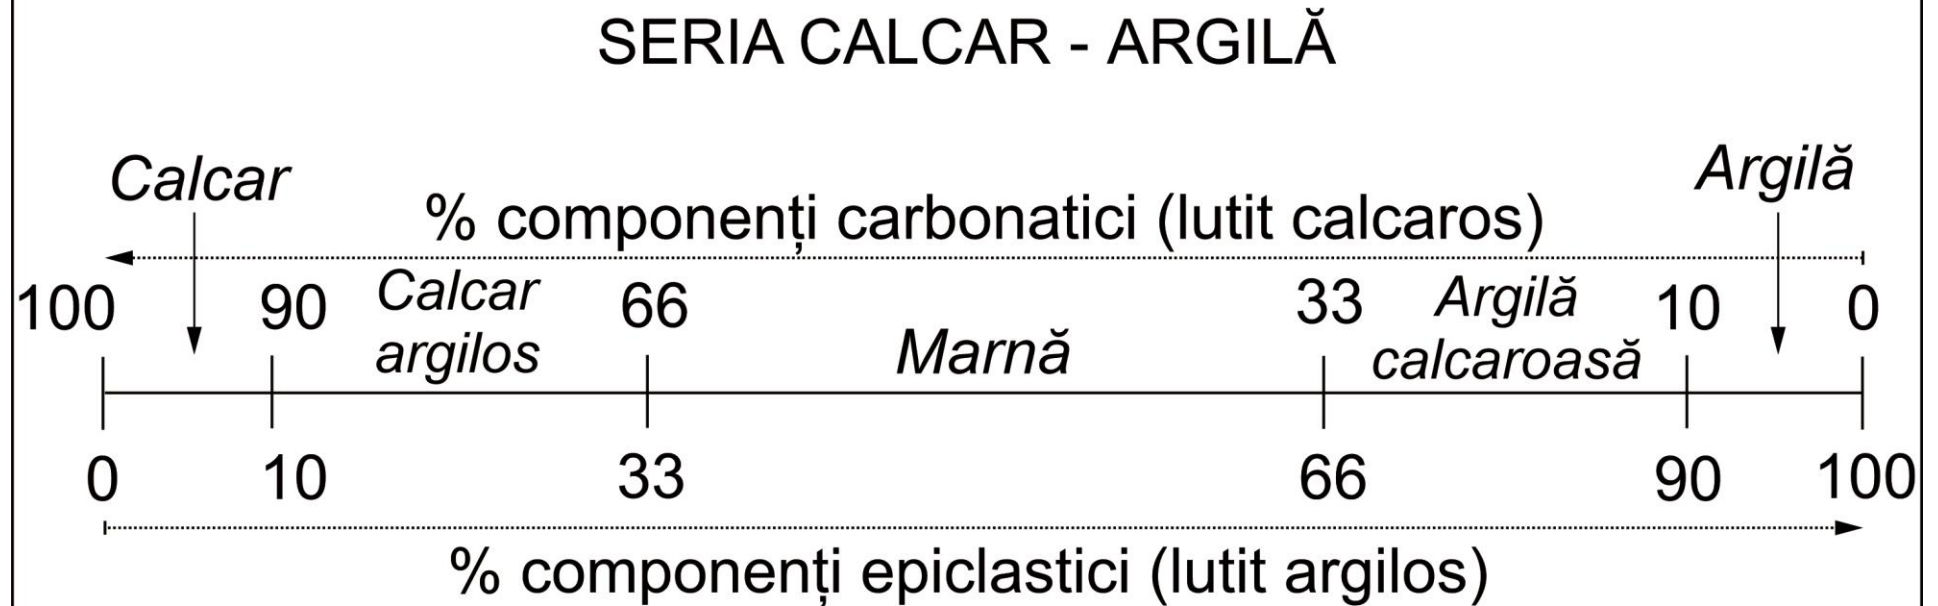 SERIA CALCAR - ARGILĂ
Calcar
Argilă
% componenți carbonatici (lutit calcaros)
100 90 Calcar argilos 66 Marnă 33 Argilă calcaroasă 10 0
0 10 33 66 90 100
% componenți epiclastici (lutit argilos)